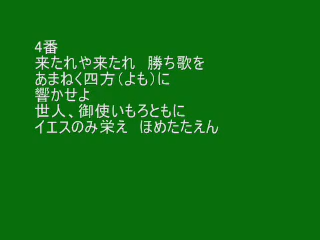 4番
来たれや来たれ　勝ち歌を
あまねく四方（よも）に
響かせよ
世人、御使いもろともに
イエスのみ栄え　ほめたたえん